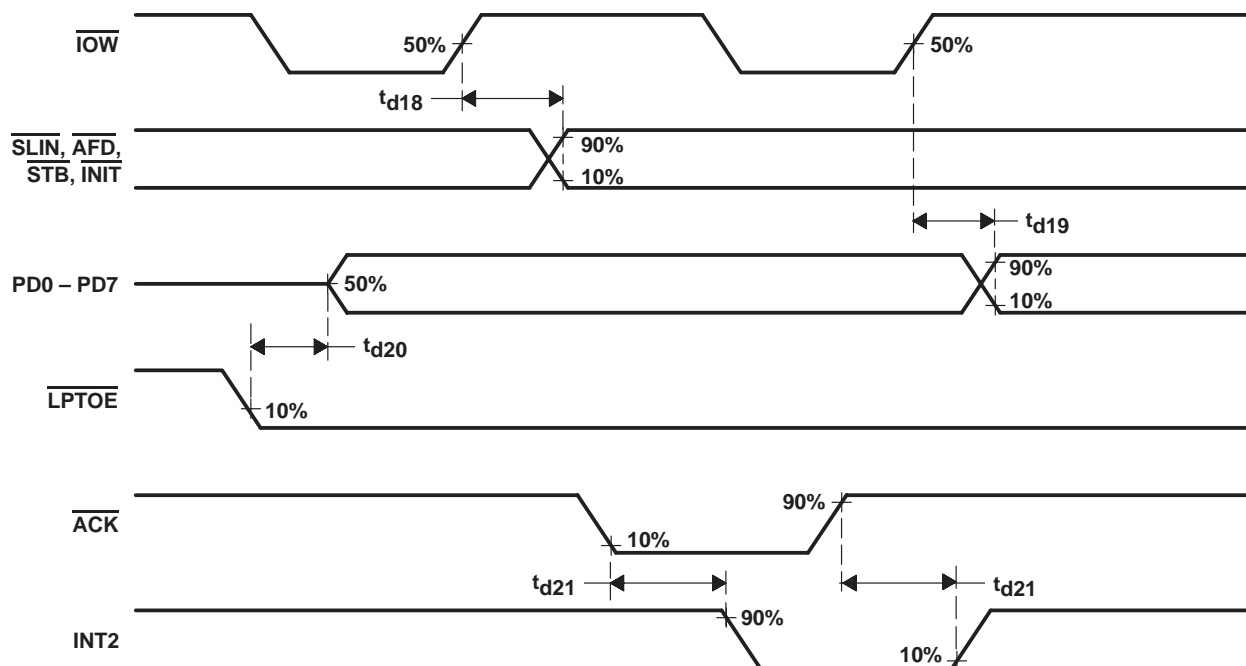 IOW
50%
50%
td18
SLIN, AFD,
STB, INIT
90%
10%
td19
PD0 – PD7
50%
90%
10%
td20
LPTOE
10%
ACK
10%
90%
td21
td21
INT2
90%
10%